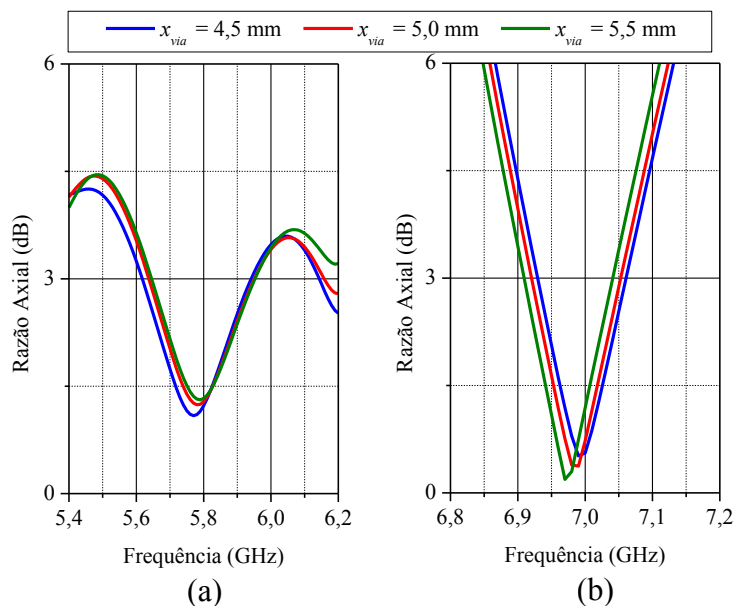 x_via = 4,5 mm x_via = 5,0 mm x_via = 5,5 mm
6
3
0
Razão Axial (dB)
5,4 5,6 5,8 6,0 6,2
Frequência (GHz)
(a)
6
3
0
Razão Axial (dB)
6,8 6,9 7,0 7,1 7,2
Frequência (GHz)
(b)